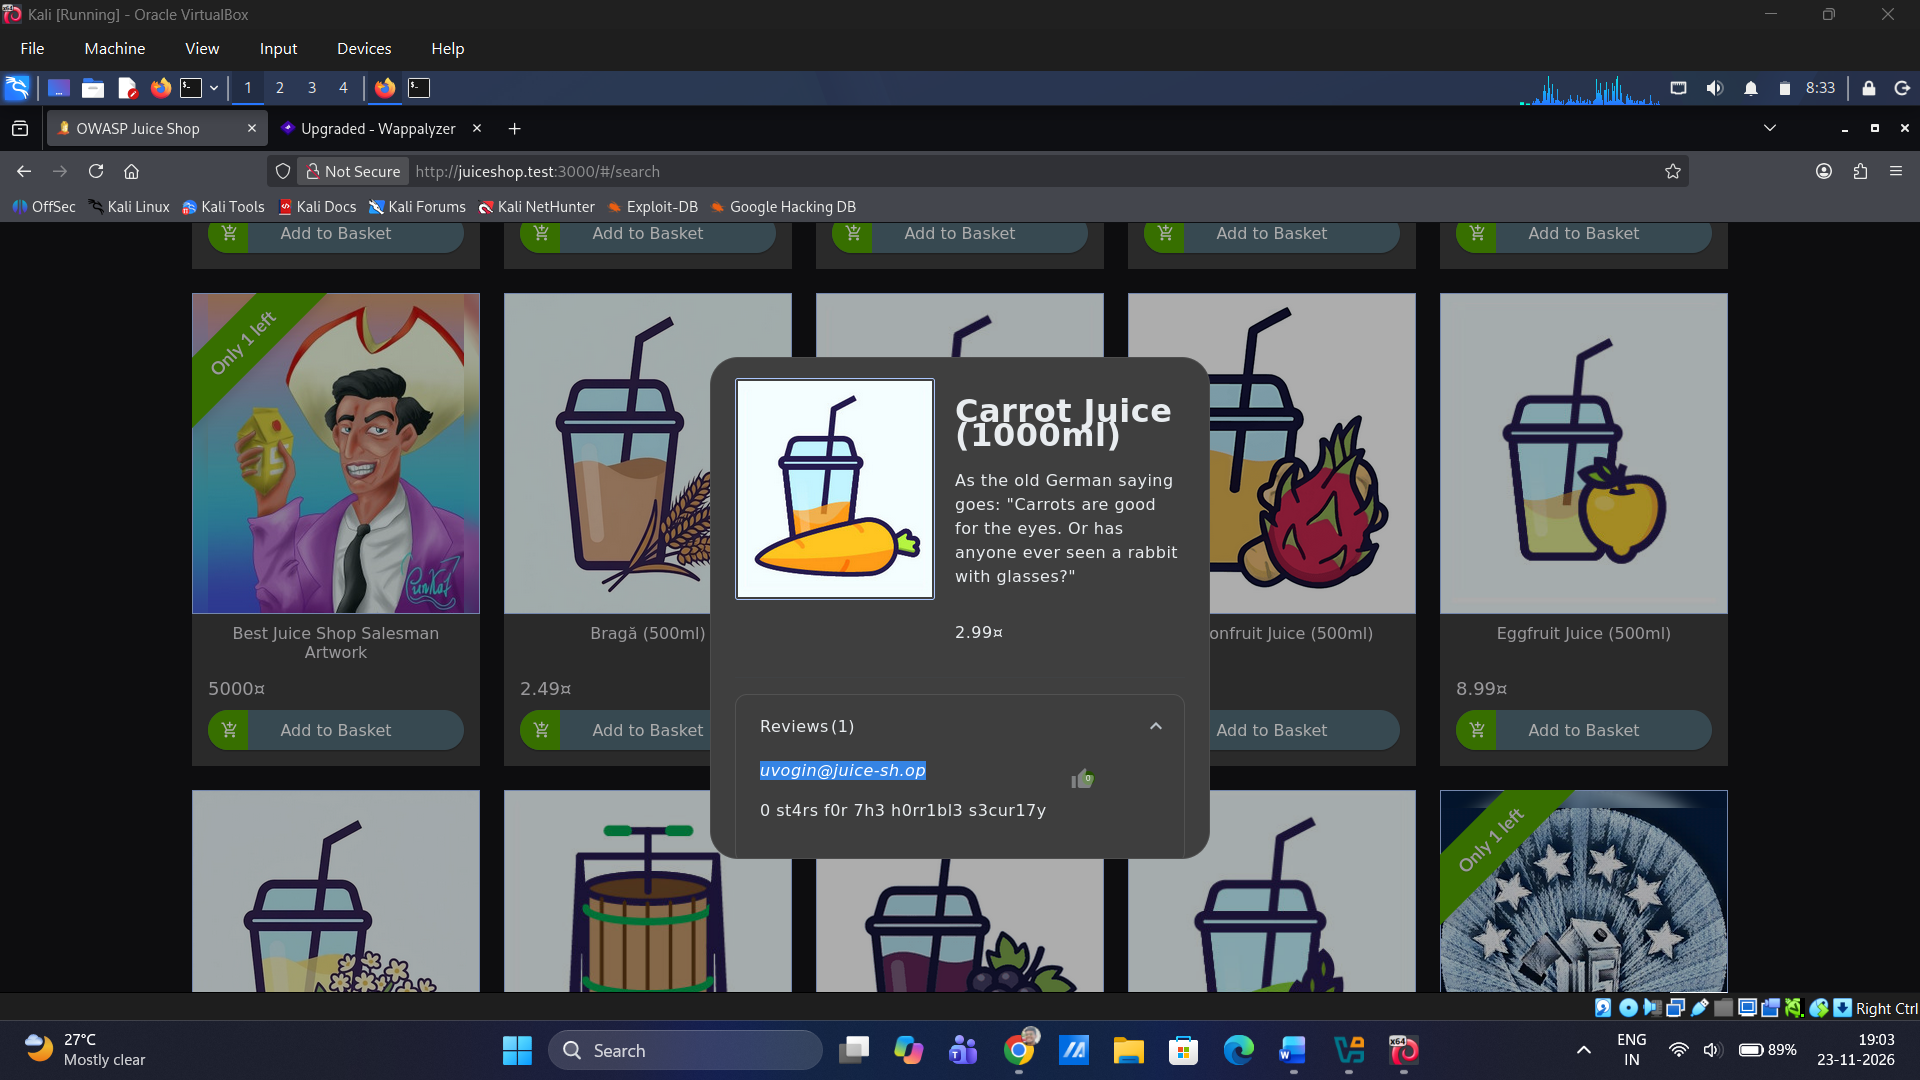 Kali [Running] - Oracle VirtualBox
File Machine View Input Devices Help
1 2 3 4 8:33
OWASP Juice Shop
Upgraded - Wappalyzer
Not Secure http://juiceshop.test:3000/#/search
OffSec Kali Linux Kali Tools Kali Docs Kali Forums Kali NetHunter Exploit-DB Google Hacking DB
Add to Basket Add to Basket Add to Basket Add to Basket Add to Basket
Only 1 left
Carrot Juice
(1000ml)
As the old German saying
goes: "Carrots are good
for the eyes. Or has
anyone ever seen a rabbit
with glasses?"
2.99¤
Best Juice Shop Salesman
Artwork
Bragă (500ml)
onfruit Juice (500ml)
Eggfruit Juice (500ml)
5000¤
2.49¤
8.99¤
Add to Basket Add to Basket Add to Basket Add to Basket
Reviews (1)
uvogin@juice-sh.op
0
0 st4rs f0r 7h3 h0rr1bl3 s3cur17y
Only 1 left
Right Ctrl
27°C
Mostly clear
Search
ENG
IN
89%
19:03
23-11-2026